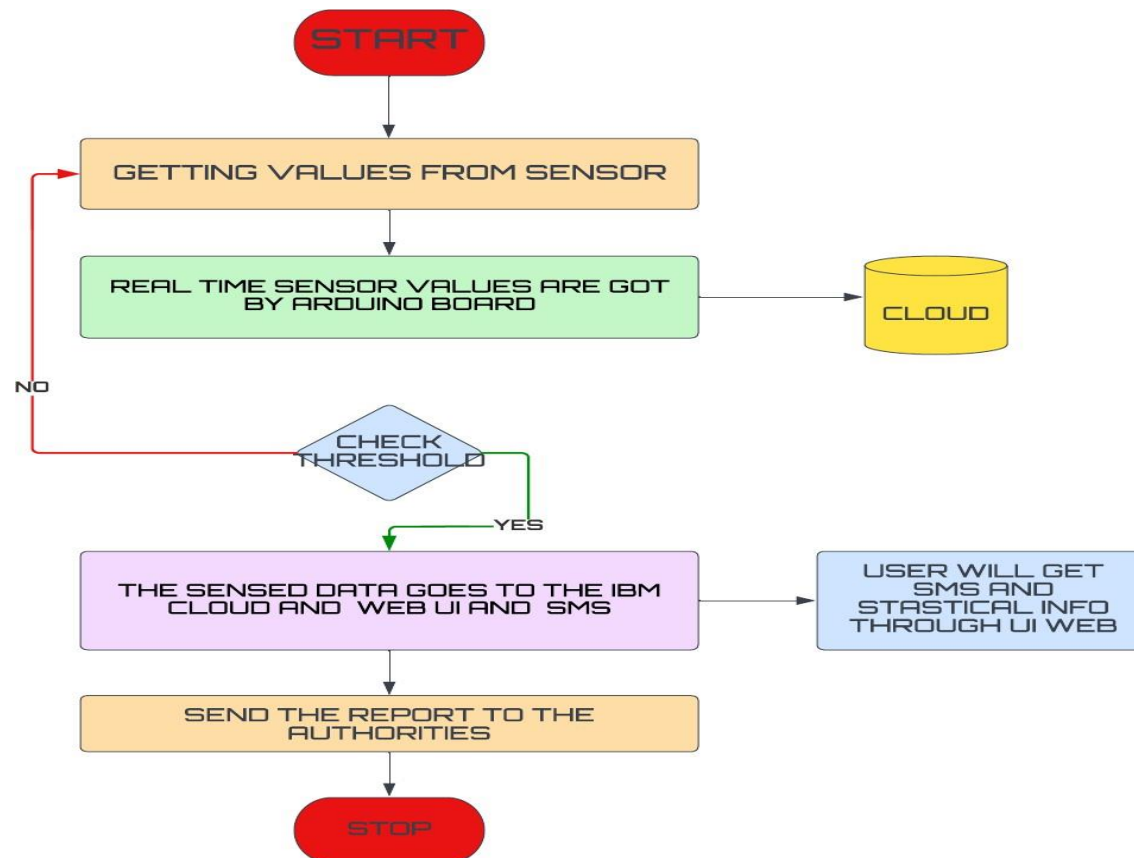 START
GETTING VALUES FROM SENSOR
REAL TIME SENSOR VALUES ARE GOT
BY ARDUINO BOARD
CLOUD
NO
CHECK
THRESHOLD
YES
THE SENSED DATA GOES TO THE IBM
CLOUD AND WEB UI AND SMS
USER WILL GET
SMS AND
STASTICAL INFO
THROUGH UI WEB
SEND THE REPORT TO THE
AUTHORITIES
STOP